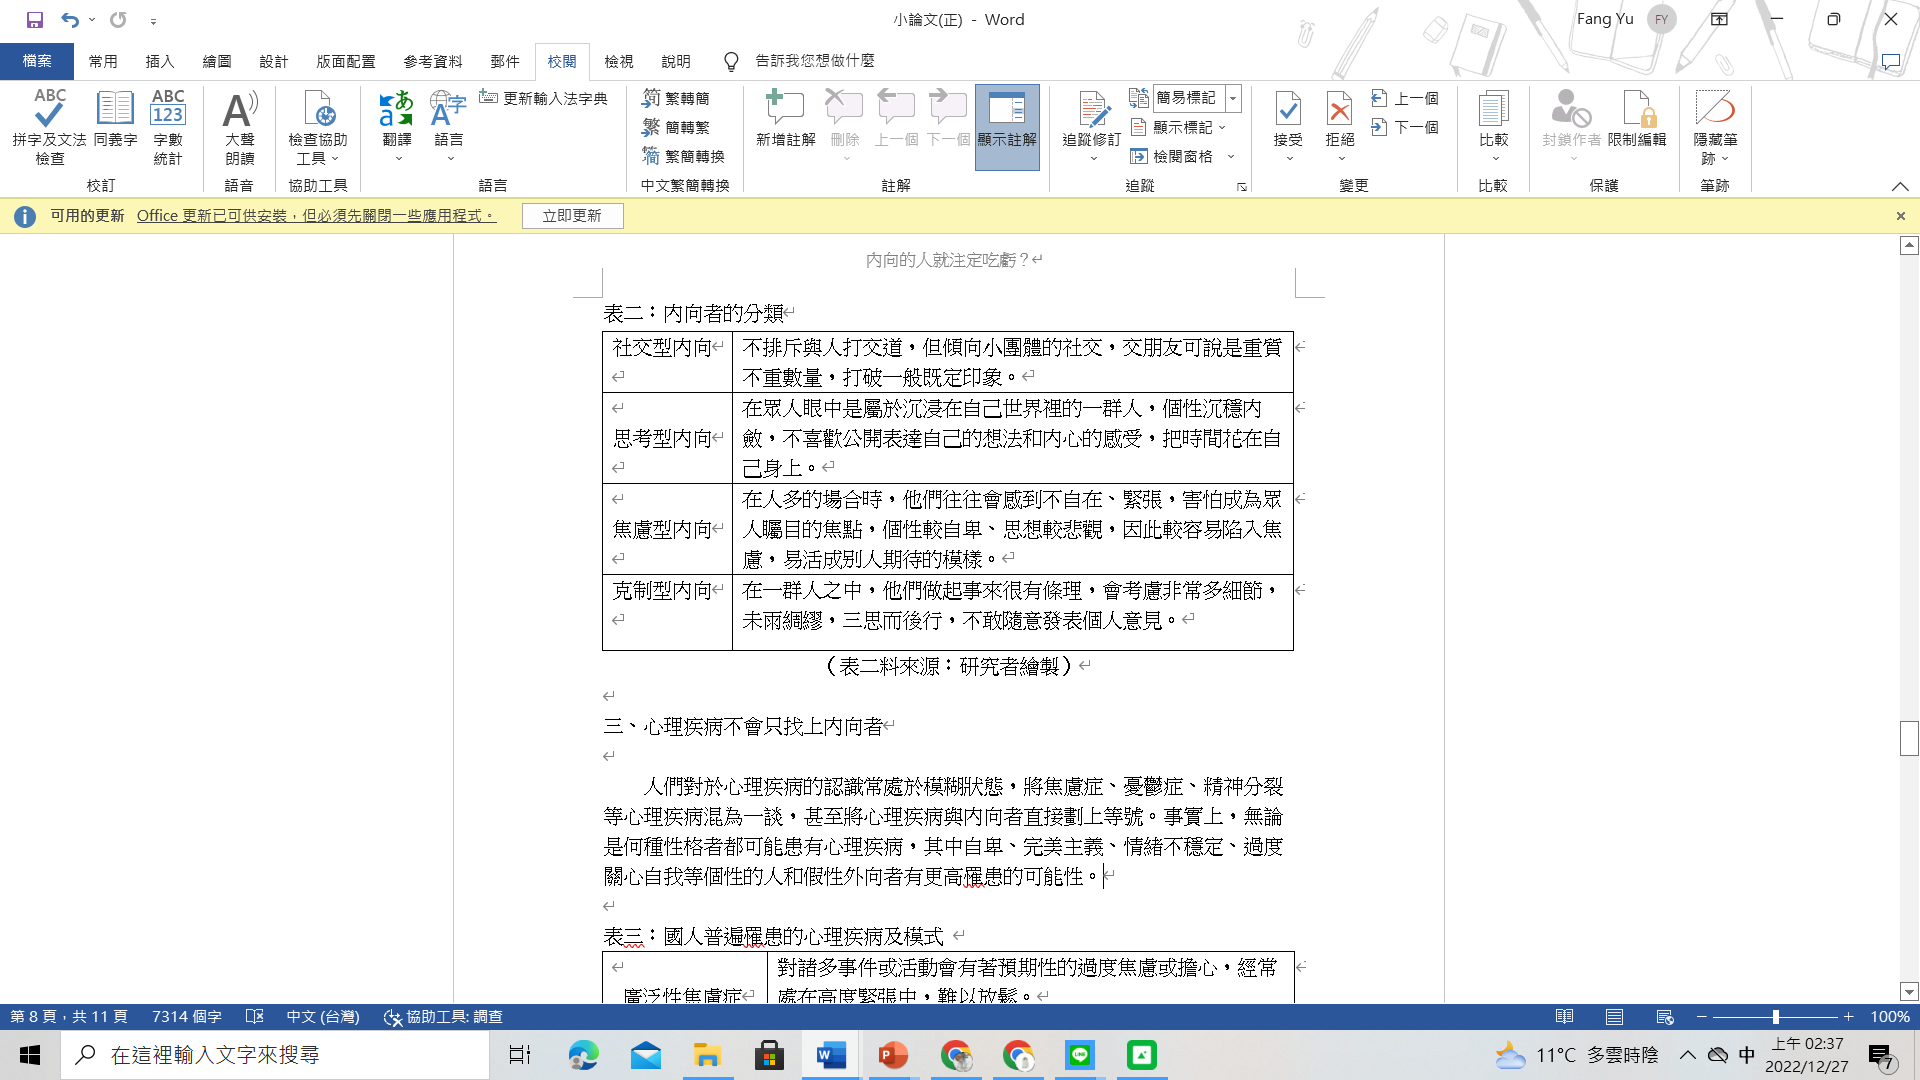 小論文(正) - Word
Fang Yu
FY
檔案 常用 插入 繪圖 設計 版面配置 參考資料 郵件 校閱 檢視 說明 告訴我您想做什麼
ABC 拼字及文法檢查
同義字
ABC 123 字數統計
校訂
大聲朗讀
語音
檢查協助工具
協助工具
翻譯
語言
更新輸入法字典
語言
繁轉簡
簡轉繁
繁簡轉換
中文繁簡轉換
新增註解
刪除
上一個
下一個
顯示註解
註解
追蹤修訂
簡易標記
顯示標記
檢閱窗格
追蹤
接受
拒絕
上一個
下一個
變更
比較
比較
封鎖作者
限制編輯
保護
隱藏筆跡
筆跡
可用的更新 Office 更新已可供安裝,但必須先關閉一些應用程式。 立即更新
內向的人就注定吃虧?
表二:內向者的分類
社交型內向 不排斥與人打交道,但傾向小團體的社交,交朋友可說是重質
不重數量,打破一般既定印象。
在眾人眼中是屬於沉浸在自己世界裡的一群人,個性沉穩內
思考型內向 斂,不喜歡公開表達自己的想法和內心的感受,把時間花在自
己身上。
在人多的場合時,他們往往會感到不自在、緊張,害怕成為眾
焦慮型內向 人矚目的焦點,個性較自卑、思想較悲觀,因此較容易陷入焦
慮,易活成別人期待的模樣。
克制型內向 在一群人之中,他們做起事來很有條理,會考慮非常多細節,
未雨綢繆,三思而後行,不敢隨意發表個人意見。
(表二料來源:研究者繪製)
三、心理疾病不會只找上內向者
人們對於心理疾病的認識常處於模糊狀態,將焦慮症、憂鬱症、精神分裂
等心理疾病混為一談,甚至將心理疾病與內向者直接劃上等號。事實上,無論
是何種性格者都可能患有心理疾病,其中自卑、完美主義、情緒不穩定、過度
關心自我等個性的人和假性外向者有更高罹患的可能性。
表三:國人普遍罹患的心理疾病及模式
對諸多事件或活動會有著預期性的過度焦慮或擔心,經常
廣泛性焦慮症 處在高度緊張中,難以放鬆。
第 8 頁,共 11 頁 7314 個字 中文 (台灣) 協助工具: 調查 100%
在這裡輸入文字來搜尋
11°C 多雲時陰
中
上午 02:37
2022/12/27
7